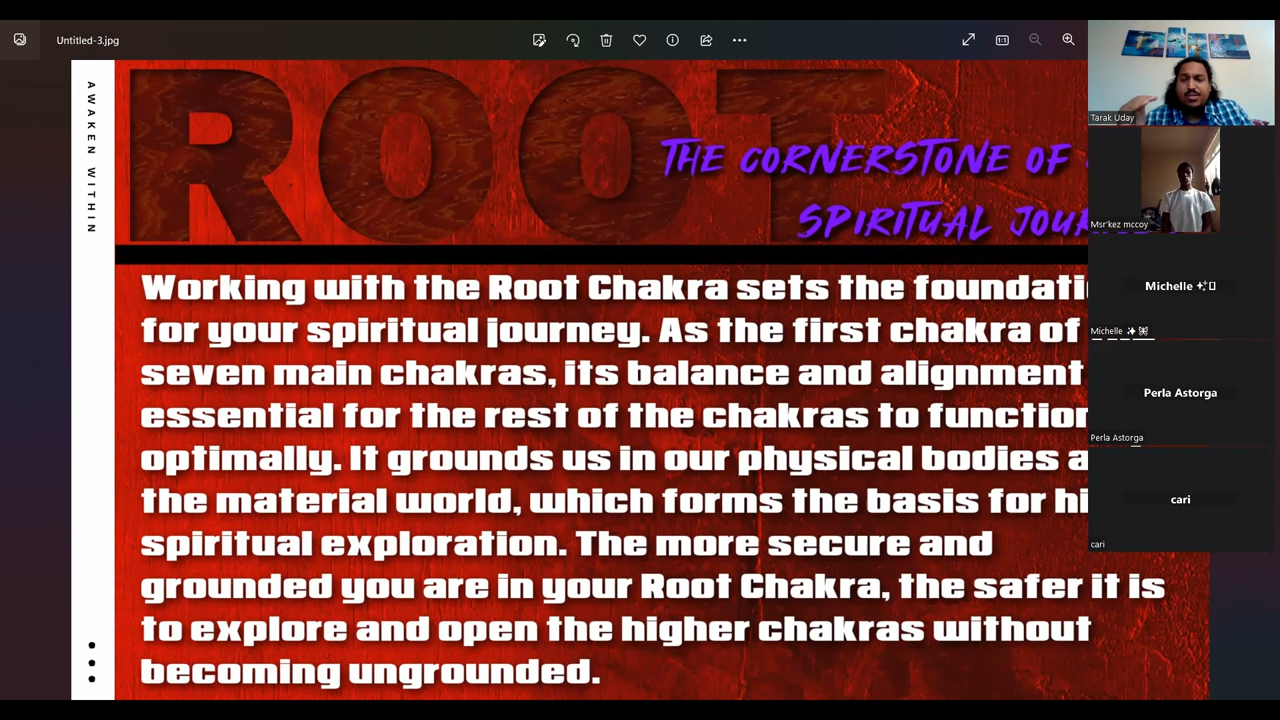 Untitled-3.jpg
AWAKEN WITHIN
ROOT
THE CORNERSTONE OF
SPIRITUAL
Working with the Root Chakra sets the
for your spiritual journey. As the first chakra of
seven main chakras, its balance and alignment
essential for the rest of the chakras to function
optimally. It grounds us in our physical bodies
the material world, which forms the basis for
spiritual exploration. The more secure and
grounded you are in your Root Chakra, the safer it is
to explore and open the higher chakras without
becoming ungrounded.
Tarak Uday
Msr'kez mccoy
Michelle ✨
Michelle ✨
Perla Astorga
Perla Astorga
cari
cari